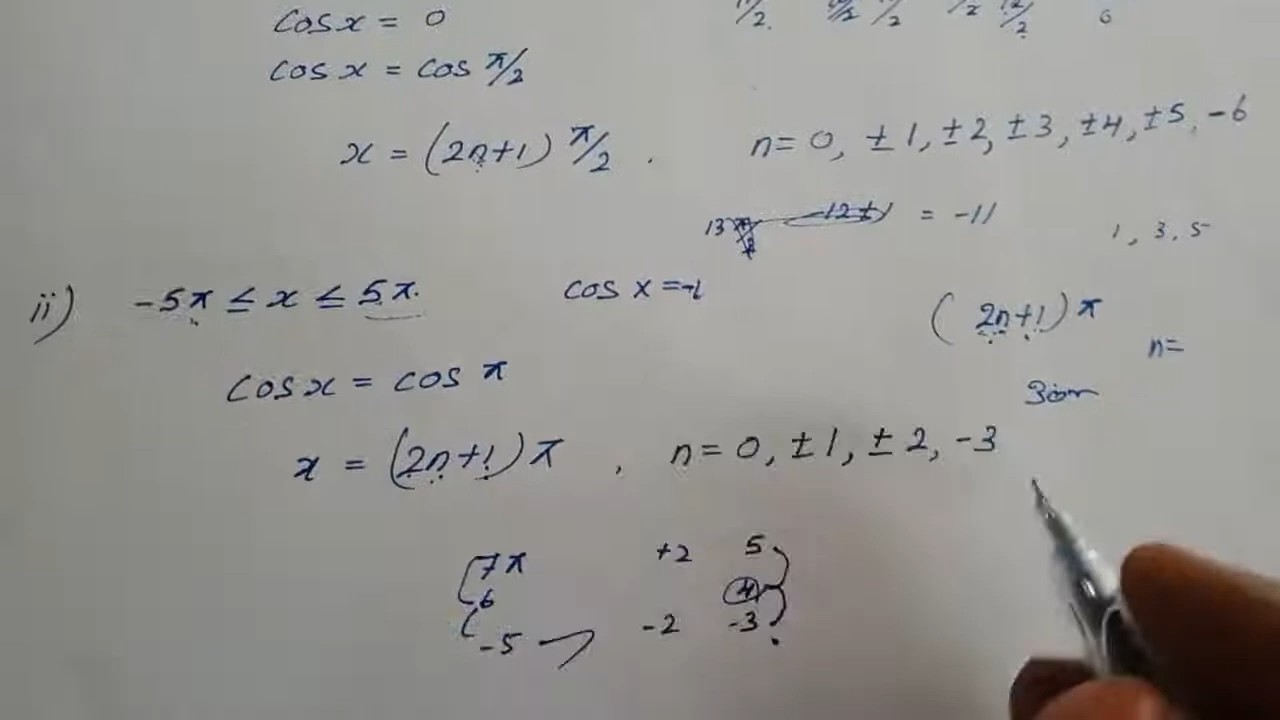 cos x = 0
cos x = cos π/2
x = (2n+1) π/2 . n = 0, ±1, ±2, ±3, ±4, ±5, -6
= -11
1, 3, 5
ii) -5π ≤ x ≤ 5π. cos x = -1
(2n+1)π
n=
cos x = cos π
x = (2n+1)π , n = 0, ±1, ±2, -3
7π +2 5
6 4
-5 -2 -3